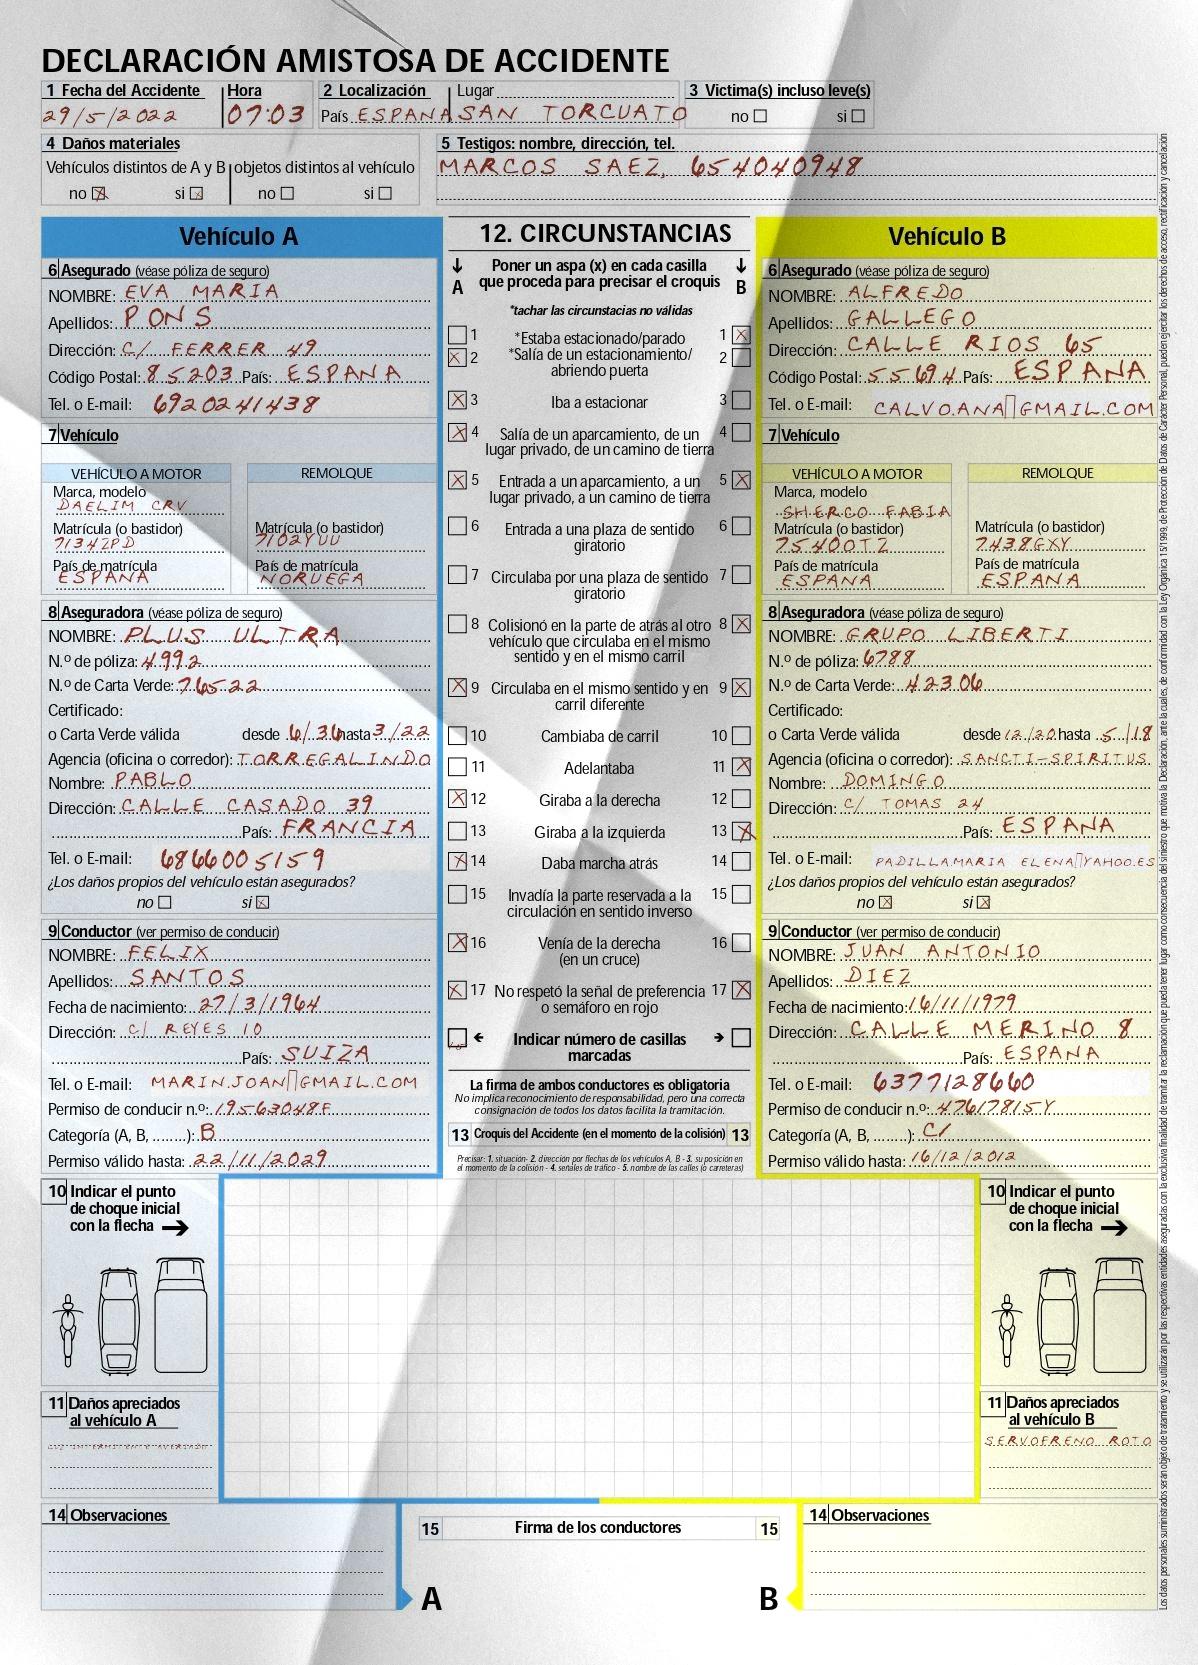 DECLARACIÓN AMISTOSA DE ACCIDENTE
1 Fecha del Accidente Hora
29/5/2022 07:03
2 Localización Lugar
País ESPANA SAN TORCUATO
3 Victima(s) incluso leve(s)
no si
4 Daños materiales
Vehículos distintos de A y B objetos distintos al vehículo
no si no si
5 Testigos: nombre, dirección, tel.
MARCOS SAEZ, 654040948
Vehículo A
6 Asegurado (véase póliza de seguro)
NOMBRE: EVA MARIA
Apellidos: PONS
Dirección: C/ FERRER 49
Código Postal: 85203 País: ESPANA
Tel. o E-mail: 6920241438
7 Vehículo
VEHÍCULO A MOTOR REMOLQUE
Marca, modelo
DAELIM CRV
Matrícula (o bastidor) Matrícula (o bastidor)
7134ZPD 7102YUU
País de matrícula País de matrícula
ESPANA NORUEGA
8 Aseguradora (véase póliza de seguro)
NOMBRE: PLUS ULTRA
N.º de póliza: 4992
N.º de Carta Verde: 76522
Certificado:
o Carta Verde válida desde 6/36 hasta 3/22
Agencia (oficina o corredor): TORREGALINDO
Nombre: PABLO
Dirección: CALLE CASADO 39
País: FRANCIA
Tel. o E-mail: 6866005159
¿Los daños propios del vehículo están asegurados?
no si
9 Conductor (ver permiso de conducir)
NOMBRE: FELIX
Apellidos: SANTOS
Fecha de nacimiento: 27/3/1964
Dirección: C/ REYES 10
País: SUIZA
Tel. o E-mail: MARIN.JOAN▯GMAIL.COM
Permiso de conducir n.º: 19563048F
Categoría (A, B, ........): B
Permiso válido hasta: 22/11/2029
12. CIRCUNSTANCIAS
A Poner un aspa (x) en cada casilla que proceda para precisar el croquis B
*tachar las circunstacias no válidas
1 *Estaba estacionado/parado 1
2 *Salía de un estacionamiento/ abriendo puerta 2
3 Iba a estacionar 3
4 Salía de un aparcamiento, de un lugar privado, de un camino de tierra 4
5 Entrada a un aparcamiento, a un lugar privado, a un camino de tierra 5
6 Entrada a una plaza de sentido giratorio 6
7 Circulaba por una plaza de sentido giratorio 7
8 Colisionó en la parte de atrás al otro vehículo que circulaba en el mismo sentido y en el mismo carril 8
9 Circulaba en el mismo sentido y en carril diferente 9
10 Cambiaba de carril 10
11 Adelantaba 11
12 Giraba a la derecha 12
13 Giraba a la izquierda 13
14 Daba marcha atrás 14
15 Invadía la parte reservada a la circulación en sentido inverso 15
16 Venía de la derecha (en un cruce) 16
17 No respetó la señal de preferencia o semáforo en rojo 17
Indicar número de casillas marcadas
La firma de ambos conductores es obligatoria
No implica reconocimiento de responsabilidad, pero una correcta
consignación de todos los datos facilita la tramitación.
13 Croquis del Accidente (en el momento de la colisión) 13
Precisar: 1. situación- 2. dirección por flechas de los vehículos A, B - 3. su posición en
el momento de la colisión - 4. señales de tráfico - 5. nombre de las calles (o carreteras)
Vehículo B
6 Asegurado (véase póliza de seguro)
NOMBRE: ALFREDO
Apellidos: GALLEGO
Dirección: CALLE RIOS 65
Código Postal: 55694 País: ESPANA
Tel. o E-mail: CALVO.ANA▯GMAIL.COM
7 Vehículo
VEHÍCULO A MOTOR REMOLQUE
Marca, modelo
SHERCO FABIA
Matrícula (o bastidor) Matrícula (o bastidor)
75400TZ 7438GXY
País de matrícula País de matrícula
ESPANA ESPANA
8 Aseguradora (véase póliza de seguro)
NOMBRE: GRUPO LIBERTI
N.º de póliza: 6788
N.º de Carta Verde: 42306
Certificado:
o Carta Verde válida desde 12/20 hasta 5/18
Agencia (oficina o corredor): SANCTI-SPIRITUS
Nombre: DOMINGO
Dirección: C/ TOMAS 24
País: ESPANA
Tel. o E-mail: PADILLAMARIA ELENA▯YAHOO.ES
¿Los daños propios del vehículo están asegurados?
no si
9 Conductor (ver permiso de conducir)
NOMBRE: JUAN ANTONIO
Apellidos: DIEZ
Fecha de nacimiento: 16/11/1979
Dirección: CALLE MERINO 8
País: ESPANA
Tel. o E-mail: 6377128660
Permiso de conducir n.º: 47617815Y
Categoría (A, B, ........): C1
Permiso válido hasta: 16/12/2012
10 Indicar el punto de choque inicial con la flecha
10 Indicar el punto de choque inicial con la flecha
11 Daños apreciados al vehículo A
11 Daños apreciados al vehículo B
SERVOFRENO ROTO
14 Observaciones
15 Firma de los conductores 15
A B
14 Observaciones
Los datos personales suministrados serán objeto de tratamiento y se utilizarán por las respectivas entidades aseguradas con la exclusiva finalidad de tramitar la reclamación que pueda tener lugar como consecuencia del siniestro que motiva la Declaración, ante la cuales, de conformidad con la Ley Orgánica 15/1999, de Protección de Datos de Carácter Personal, pueden ejercitar los derechos de acceso, rectificación y cancelación